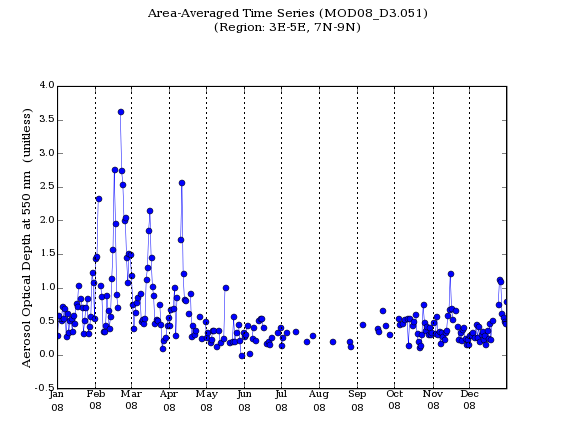 Area-Averaged Time Series (MOD08_D3.051)
(Region: 3E-5E, 7N-9N)
Aerosol Optical Depth at 550 nm (unitless)
4.0
3.5
3.0
2.5
2.0
1.5
1.0
0.5
0.0
-0.5
Jan Feb Mar Apr May Jun Jul Aug Sep Oct Nov Dec
08 08 08 08 08 08 08 08 08 08 08 08